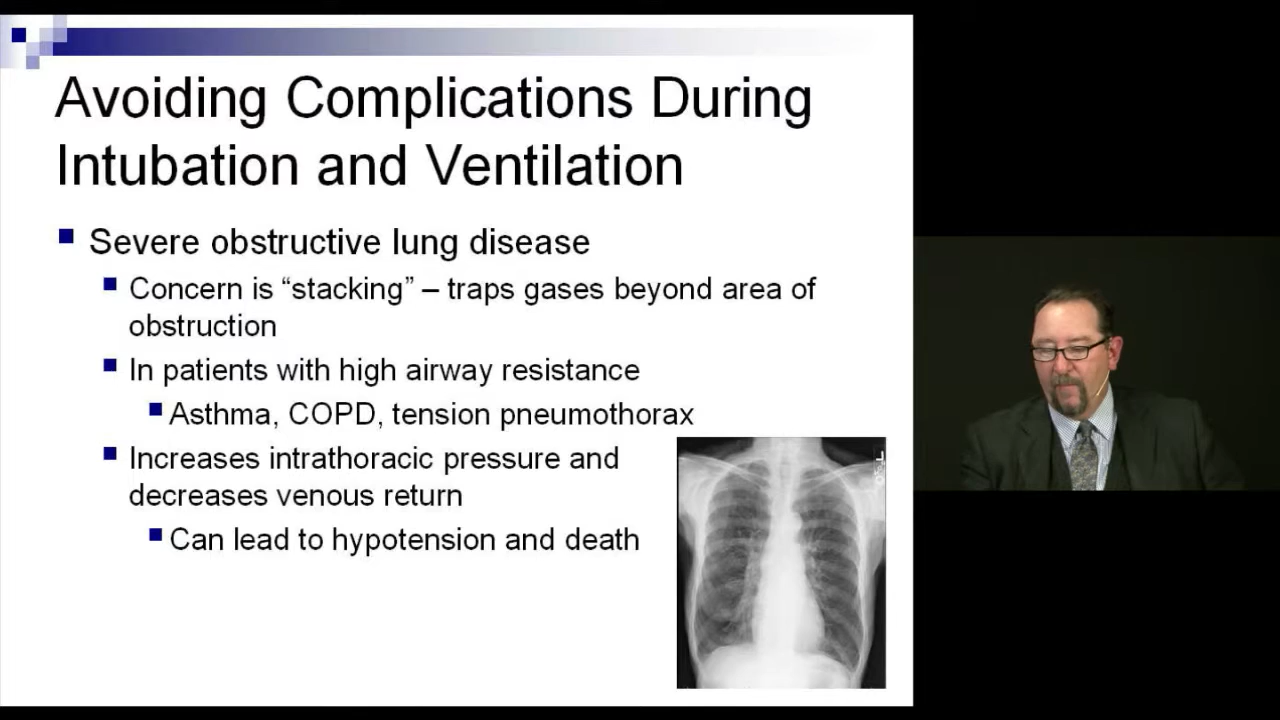 Avoiding Complications During
Intubation and Ventilation
Severe obstructive lung disease
Concern is “stacking” – traps gases beyond area of
obstruction
In patients with high airway resistance
Asthma, COPD, tension pneumothorax
Increases intrathoracic pressure and
decreases venous return
Can lead to hypotension and death